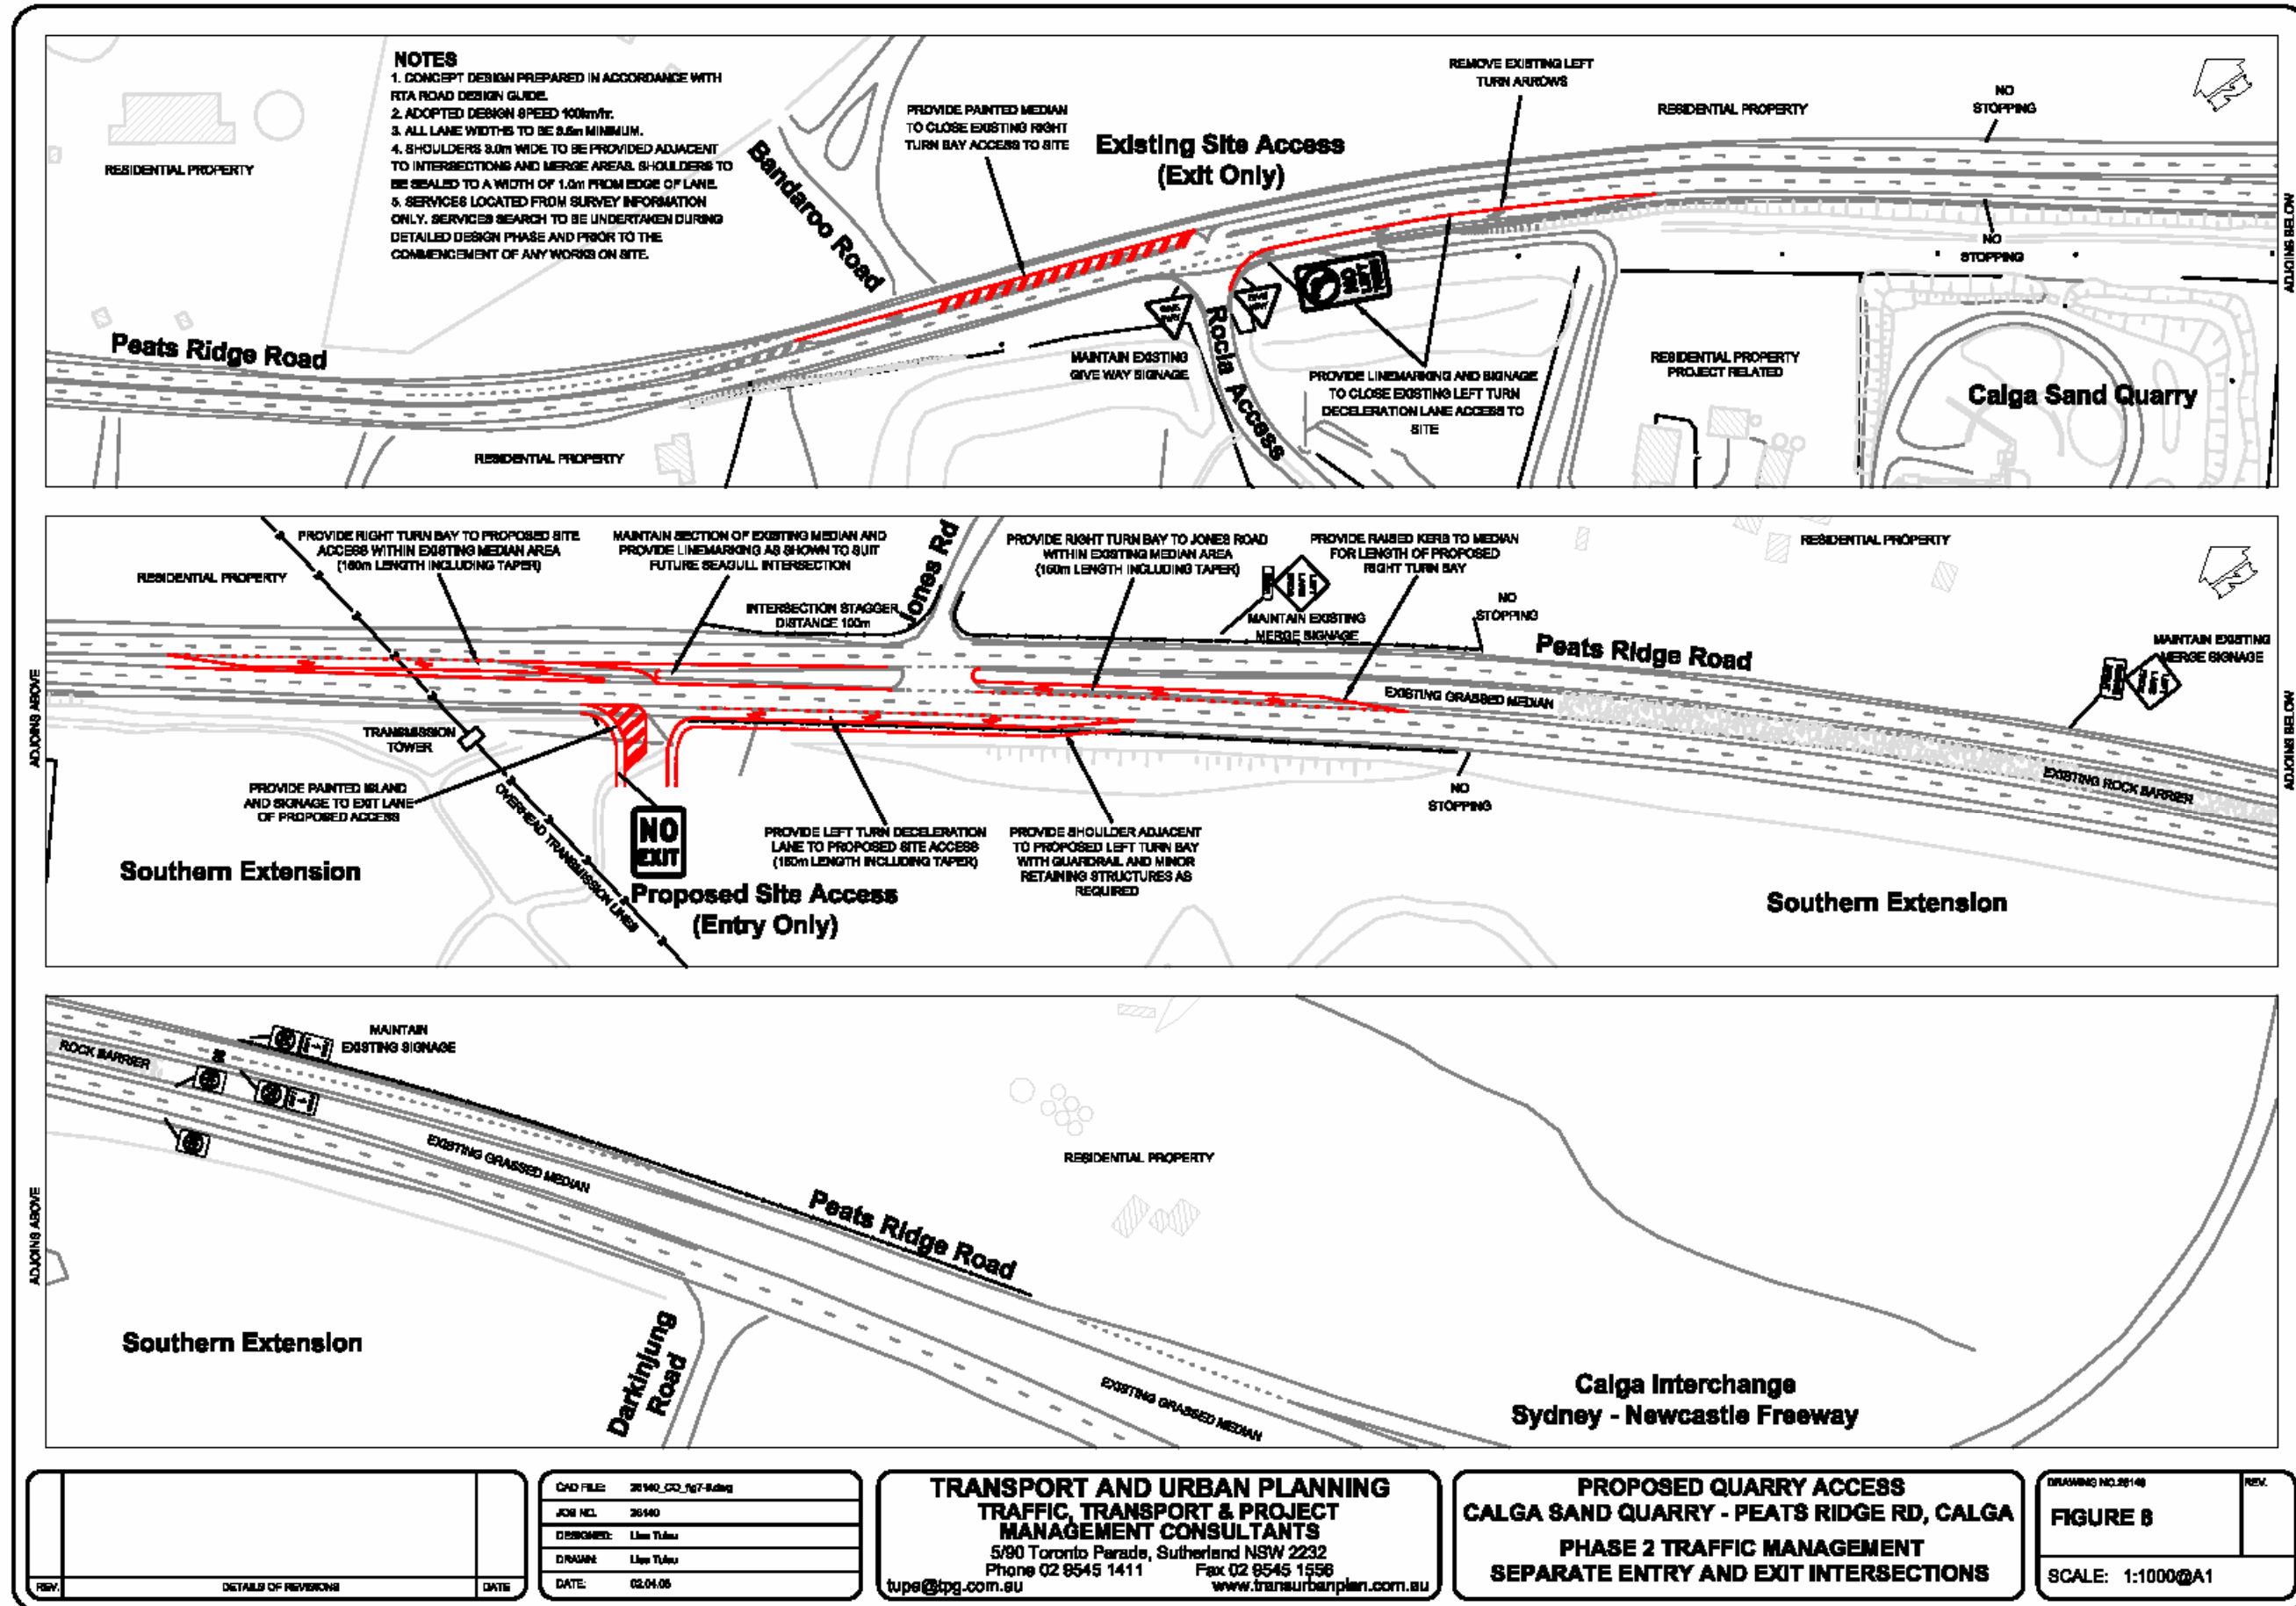 NOTES
1. CONCEPT DESIGN PREPARED IN ACCORDANCE WITH
RTA ROAD DESIGN GUIDE.
2. ADOPTED DESIGN SPEED 100km/hr.
3. ALL LANE WIDTHS TO BE 3.5m MINIMUM.
4. SHOULDERS 3.0m WIDE TO BE PROVIDED ADJACENT
TO INTERSECTIONS AND MERGE AREAS. SHOULDERS TO
BE SEALED TO A WIDTH OF 1.0m FROM EDGE OF LANE.
5. SERVICES LOCATED FROM SURVEY INFORMATION
ONLY. SERVICES SEARCH TO BE UNDERTAKEN DURING
DETAILED DESIGN PHASE AND PRIOR TO THE
COMMENCEMENT OF ANY WORKS ON SITE.
RESIDENTIAL PROPERTY
Bandaroo Road
PROVIDE PAINTED MEDIAN
TO CLOSE EXISTING RIGHT
TURN BAY ACCESS TO SITE
Existing Site Access
(Exit Only)
REMOVE EXISTING LEFT
TURN ARROWS
RESIDENTIAL PROPERTY
NO
STOPPING
NO
STOPPING
ADJOINS BELOW
Peats Ridge Road
RESIDENTIAL PROPERTY
GIVE
WAY
GIVE
WAY
MAINTAIN EXISTING
GIVE WAY SIGNAGE
Rocla Access
PROVIDE LINEMARKING AND SIGNAGE
TO CLOSE EXISTING LEFT TURN
DECELERATION LANE ACCESS TO
SITE
RESIDENTIAL PROPERTY
PROJECT RELATED
Calga Sand Quarry
PROVIDE RIGHT TURN BAY TO PROPOSED SITE
ACCESS WITHIN EXISTING MEDIAN AREA
(160m LENGTH INCLUDING TAPER)
MAINTAIN SECTION OF EXISTING MEDIAN AND
PROVIDE LINEMARKING AS SHOWN TO SUIT
FUTURE SEAGULL INTERSECTION
RESIDENTIAL PROPERTY
INTERSECTION STAGGER
DISTANCE 100m
Jones Rd
PROVIDE RIGHT TURN BAY TO JONES ROAD
WITHIN EXISTING MEDIAN AREA
(160m LENGTH INCLUDING TAPER)
PROVIDE RAISED KERB TO MEDIAN
FOR LENGTH OF PROPOSED
RIGHT TURN BAY
MAINTAIN EXISTING
MERGE SIGNAGE
NO
STOPPING
RESIDENTIAL PROPERTY
Peats Ridge Road
MAINTAIN EXISTING
MERGE SIGNAGE
EXISTING GRASSED MEDIAN
EXISTING ROCK BARRIER
ADJOINS ABOVE
ADJOINS BELOW
TRANSMISSION
TOWER
PROVIDE PAINTED ISLAND
AND SIGNAGE TO EXIT LANE
OF PROPOSED ACCESS
OVERHEAD TRANSMISSION LINES
NO
EXIT
PROVIDE LEFT TURN DECELERATION
LANE TO PROPOSED SITE ACCESS
(150m LENGTH INCLUDING TAPER)
PROVIDE SHOULDER ADJACENT
TO PROPOSED LEFT TURN BAY
WITH GUARDRAIL AND MINOR
RETAINING STRUCTURES AS
REQUIRED
NO
STOPPING
Southern Extension
Proposed Site Access
(Entry Only)
Southern Extension
MAINTAIN
EXISTING SIGNAGE
ROCK BARRIER
EXISTING GRASSED MEDIAN
RESIDENTIAL PROPERTY
Peats Ridge Road
ADJOINS ABOVE
Southern Extension
Darkinjung
Road
EXISTING GRASSED MEDIAN
Calga Interchange
Sydney - Newcastle Freeway
REV.
DETAILS OF REVISIONS
DATE
CAD FILE:
JOB NO. 26140
DESIGNED: Lisa Tulau
DRAWN: Lisa Tulau
DATE: 02.04.05
TRANSPORT AND URBAN PLANNING
TRAFFIC, TRANSPORT & PROJECT
MANAGEMENT CONSULTANTS
5/90 Toronto Parade, Sutherland NSW 2232
Phone 02 9545 1411 Fax 02 9545 1556
tupa@tpg.com.au www.transurbanplan.com.au
PROPOSED QUARRY ACCESS
CALGA SAND QUARRY - PEATS RIDGE RD, CALGA
PHASE 2 TRAFFIC MANAGEMENT
SEPARATE ENTRY AND EXIT INTERSECTIONS
DRAWING NO.26140
REV.
FIGURE 8
SCALE: 1:1000@A1